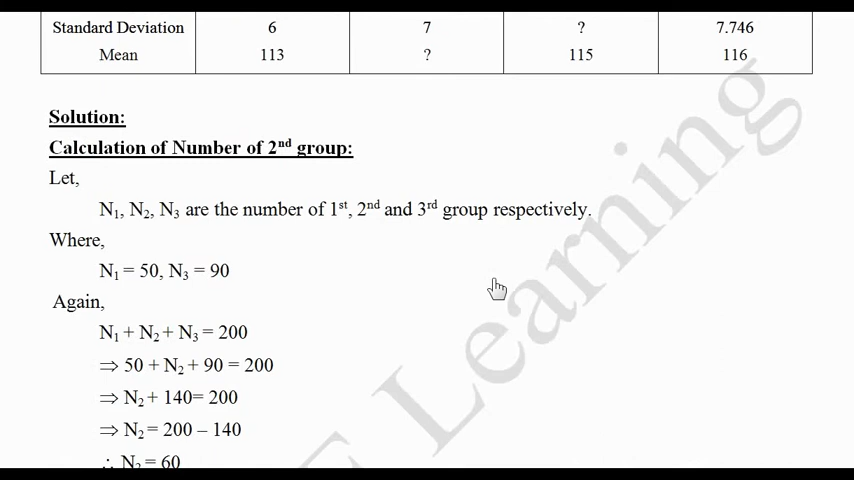 Standard Deviation 6 7 ? 7.746
Mean 113 ? 115 116
Solution:
Calculation of Number of 2nd group:
Let,
N1, N2, N3 are the number of 1st, 2nd and 3rd group respectively.
Where,
N1 = 50, N3 = 90
Again,
N1 + N2 + N3 = 200
⇒ 50 + N2 + 90 = 200
⇒ N2 + 140= 200
⇒ N2 = 200 – 140
∴ N2 = 60
Learning